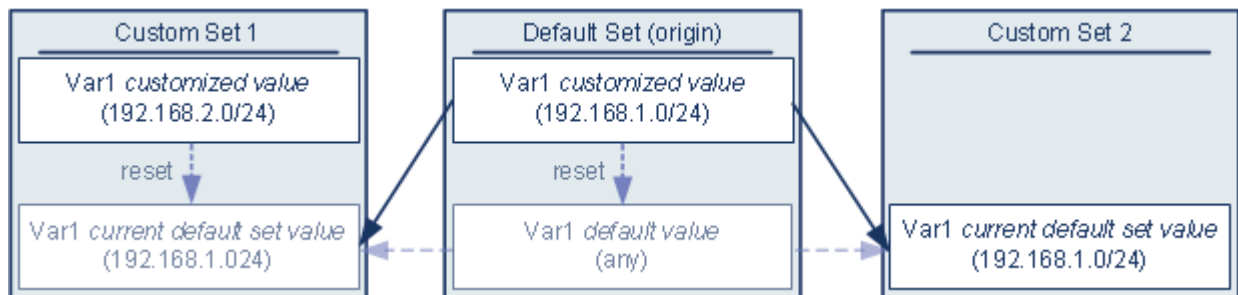 Custom Set 1
Var1 customized value
(192.168.2.0/24)
reset
Var1 current default set value
(192.168.1.024)
Default Set (origin)
Var1 customized value
(192.168.1.0/24)
reset
Var1 default value
(any)
Custom Set 2
Var1 current default set value
(192.168.1.0/24)